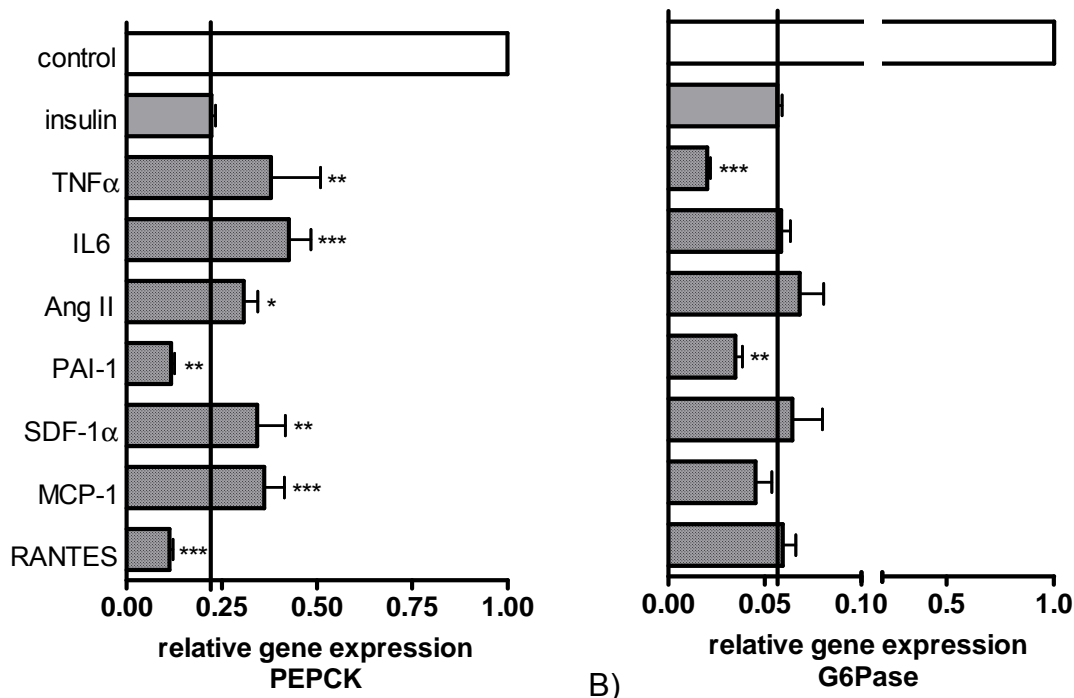 control
insulin
TNFα
***
**
IL6
***
Ang II
*
PAI-1
**
**
SDF-1α
**
MCP-1
***
RANTES
***
0.00 0.25 0.50 0.75 1.00
0.00 0.05 0.10 0.5 1.0
relative gene expression
PEPCK
relative gene expression
G6Pase
B)